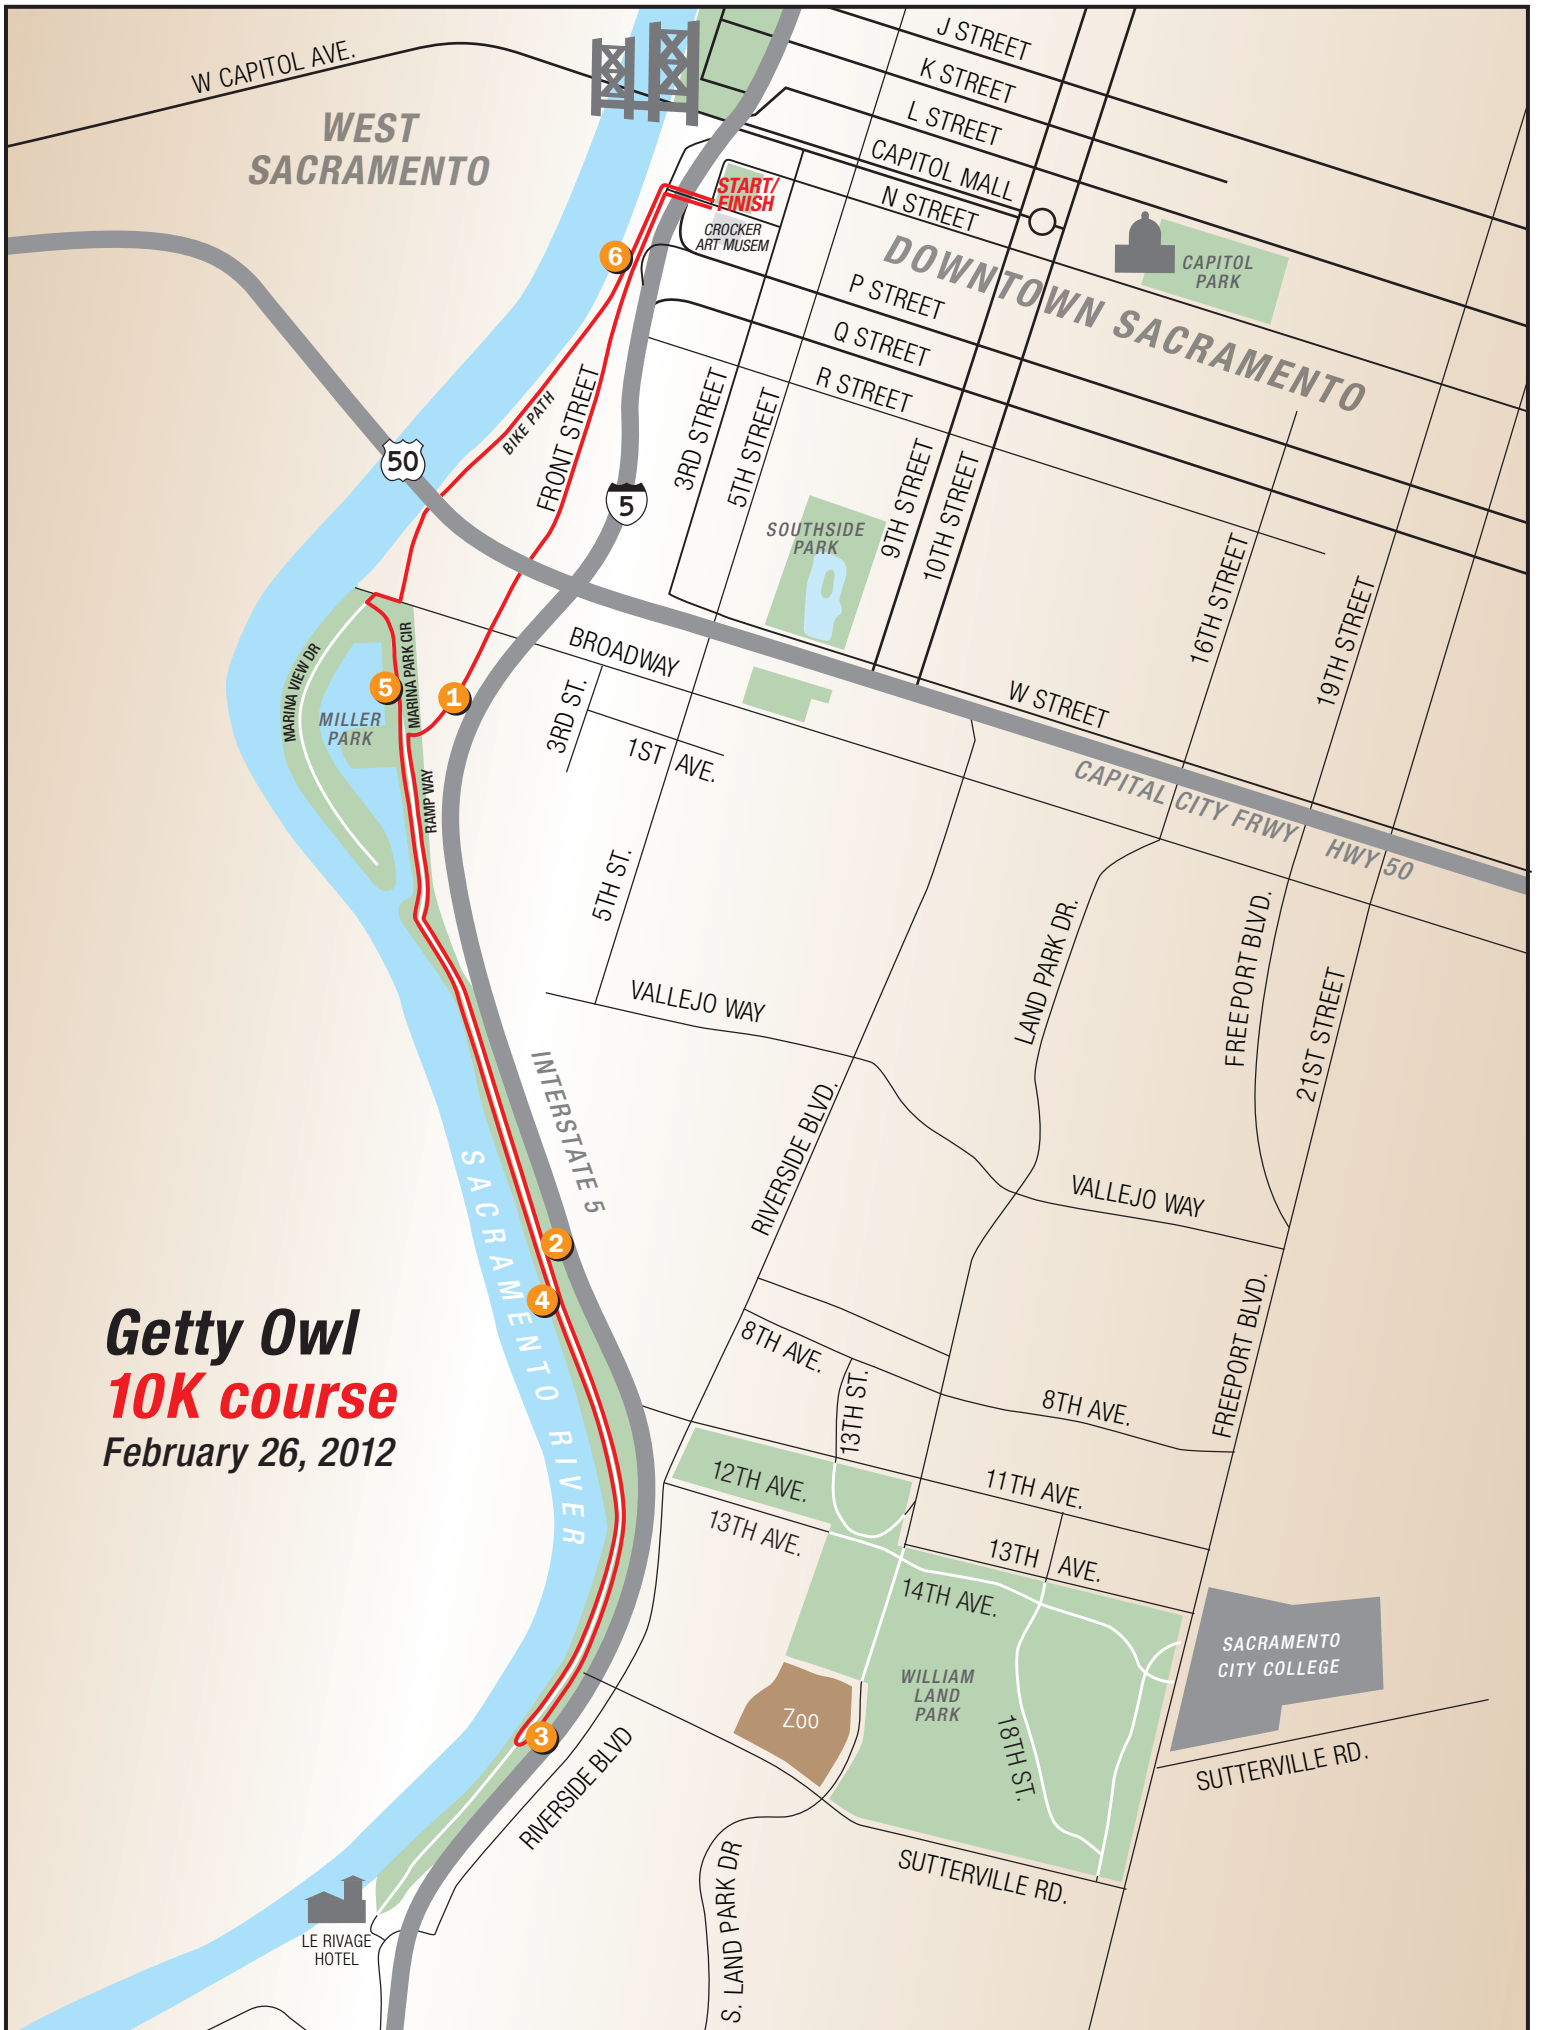 J STREET
K STREET
L STREET
CAPITOL MALL
N STREET
W CAPITOL AVE.
WEST
SACRAMENTO
START/
FINISH
CROCKER
ART MUSEM
6
DOWNTOWN SACRAMENTO
CAPITOL
PARK
P STREET
Q STREET
R STREET
BIKE PATH
FRONT STREET
3RD STREET
5TH STREET
50
5
9TH STREET
10TH STREET
SOUTHSIDE
PARK
16TH STREET
19TH STREET
BROADWAY
W STREET
MARINA VIEW DR
MARINA PARK CIR
5
1
MILLER
PARK
3RD ST.
1ST AVE.
RAMP WAY
CAPITAL CITY FRWY HWY 50
5TH ST.
LAND PARK DR.
FREEPORT BLVD.
21ST STREET
VALLEJO WAY
INTERSTATE 5
RIVERSIDE BLVD.
VALLEJO WAY
SACRAMENTO RIVER
2
4
Getty Owl
10K course
February 26, 2012
8TH AVE.
13TH ST.
8TH AVE.
FREEPORT BLVD.
12TH AVE.
11TH AVE.
13TH AVE.
13TH AVE.
14TH AVE.
SACRAMENTO
CITY COLLEGE
WILLIAM
LAND
PARK
Zoo
18TH ST.
3
RIVERSIDE BLVD
SUTTERVILLE RD.
SUTTERVILLE RD.
S. LAND PARK DR
LE RIVAGE
HOTEL